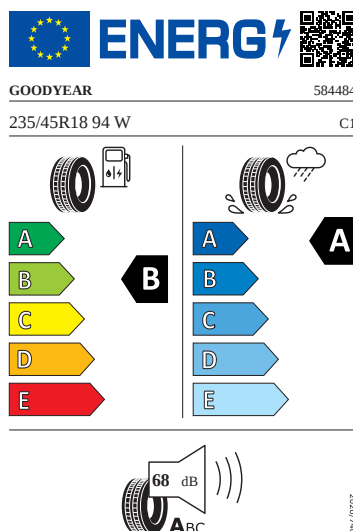 ENERG
GOODYEAR 584484
235/45R18 94 W C1
A A A
B B B
C C
D D
E E
68 dB
ABC